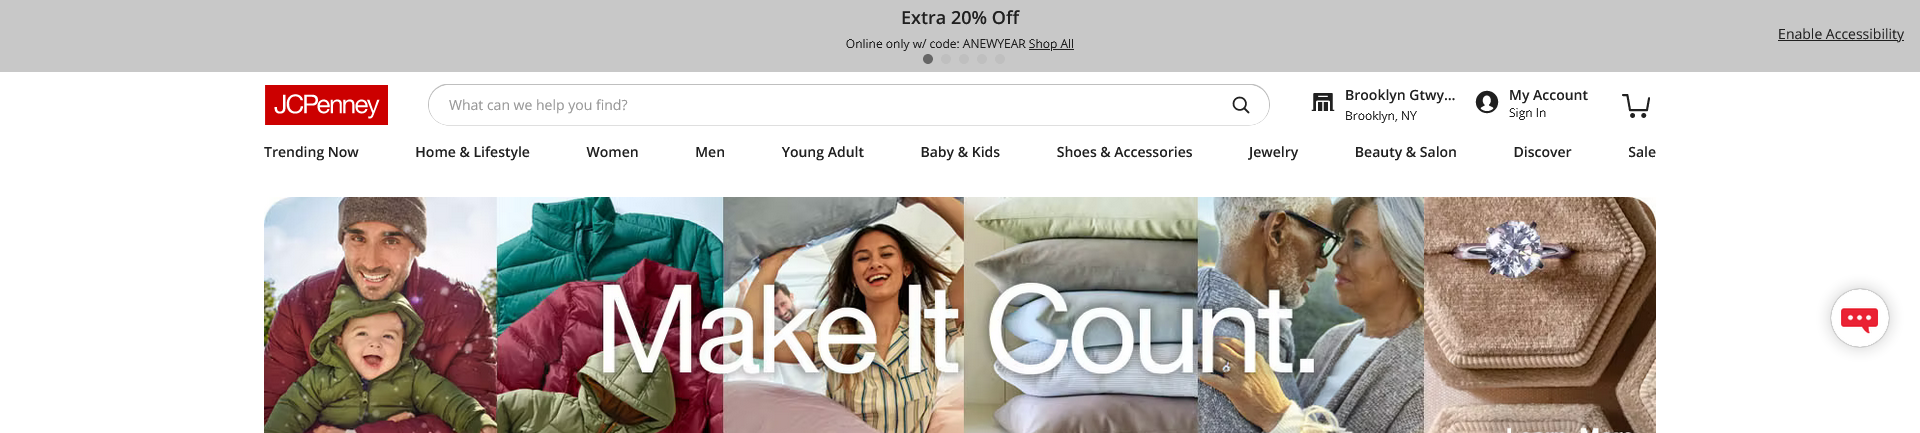 Extra 20% Off
Online only w/ code: ANEWYEAR Shop All
Enable Accessibility
JCPenney
What can we help you find?
Brooklyn Gtwy...
Brooklyn, NY
My Account
Sign In
Trending Now
Home & Lifestyle
Women
Men
Young Adult
Baby & Kids
Shoes & Accessories
Jewelry
Beauty & Salon
Discover
Sale
Make It Count.